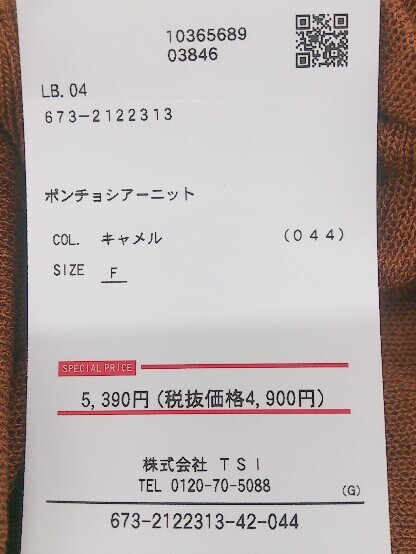 10365689
03846
LB.04
673-2122313
ポンチョシアーニット
COL. キャメル (044)
SIZE F
SPECIAL PRICE
5,390円(税抜価格4,900円)
株式会社 TSI
TEL 0120-70-5088
(G)
673-2122313-42-044